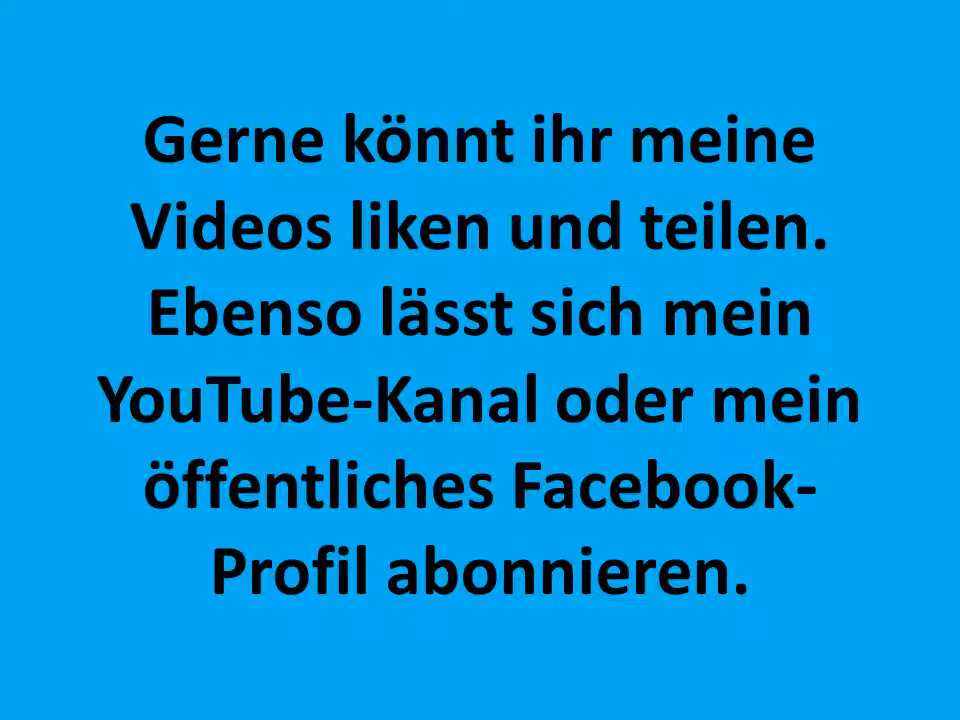 Gerne könnt ihr meine
Videos liken und teilen.
Ebenso lässt sich mein
YouTube-Kanal oder mein
öffentliches Facebook-
Profil abonnieren.